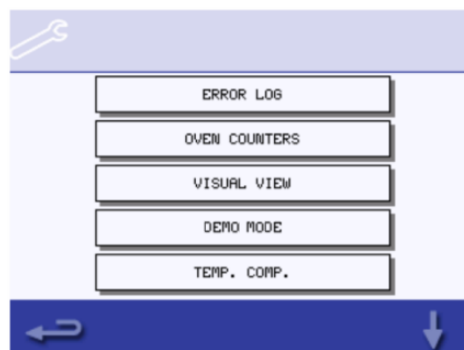 ERROR LOG
OVEN COUNTERS
VISUAL VIEW
DEMO MODE
TEMP. COMP.